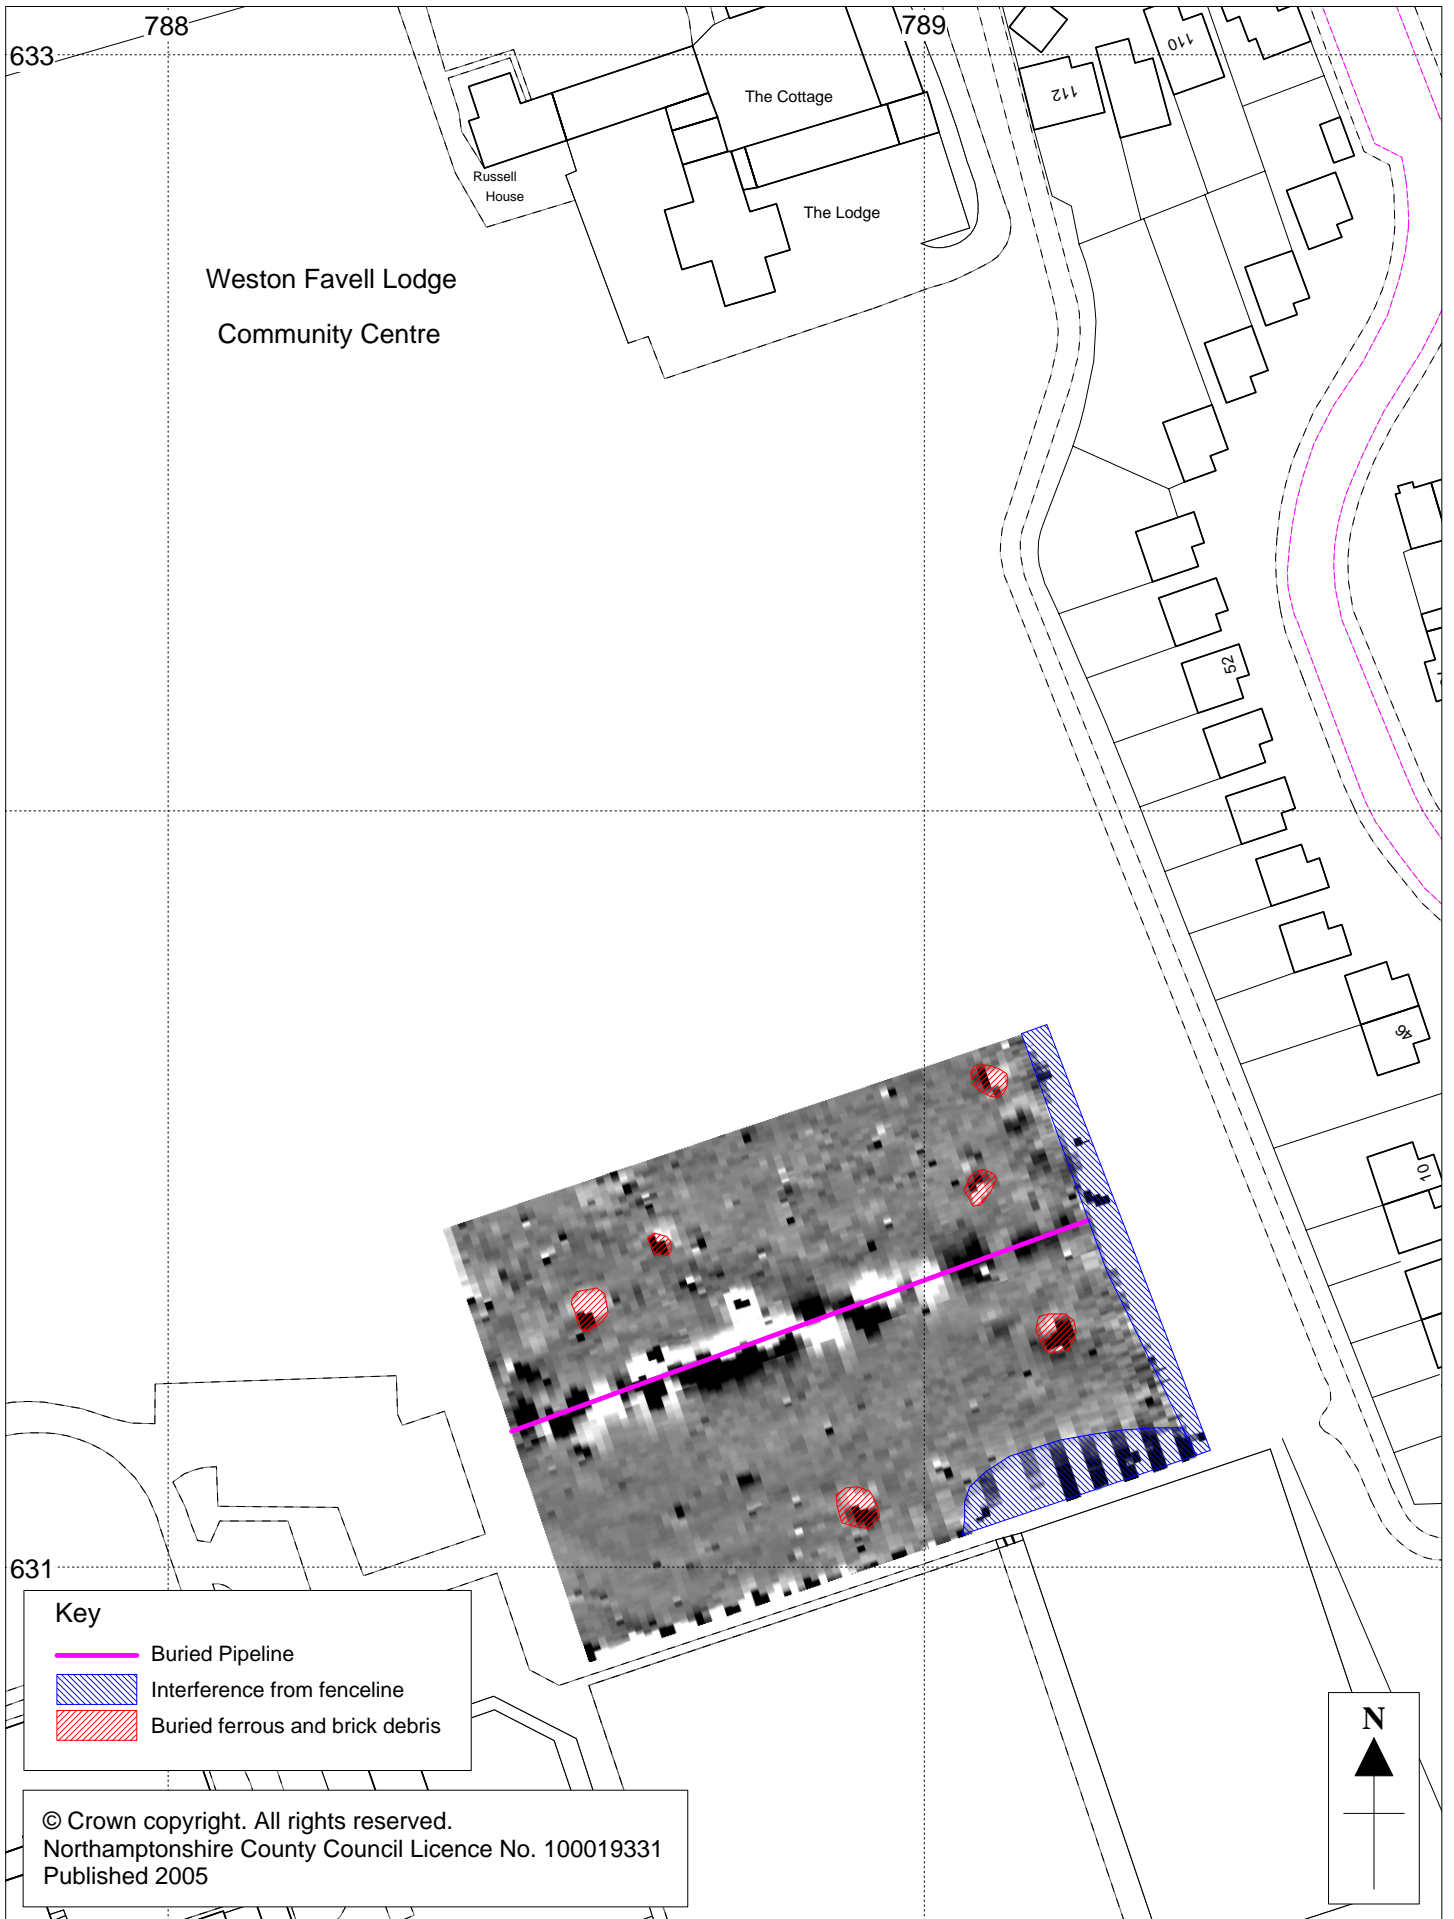 788
789
633
110
112
The Cottage
Russell
House
The Lodge
Weston Favell Lodge
Community Centre
52
46
10
631
Key
Buried Pipeline
Interference from fenceline
Buried ferrous and brick debris
N
© Crown copyright. All rights reserved.
Northamptonshire County Council Licence No. 100019331
Published 2005